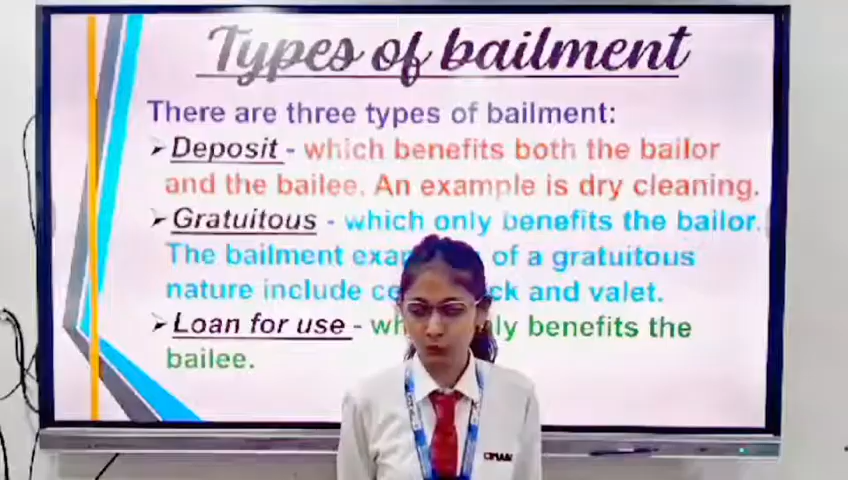 Types of bailment
There are three types of bailment:
➤Deposit - which benefits both the bailor
and the bailee. An example is dry cleaning.
➤Gratuitous - which only benefits the bailor.
The bailment of a gratuitous
nature include and valet.
➤Loan for use - benefits the
bailee.